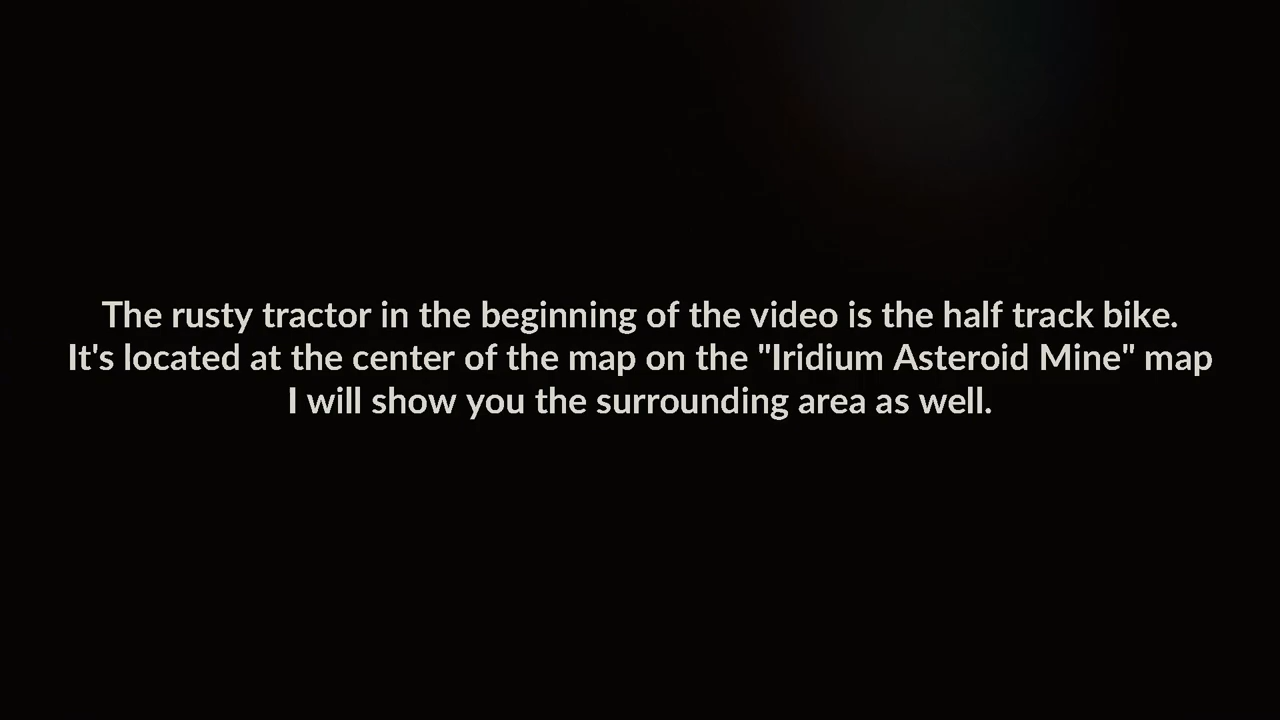 The rusty tractor in the beginning of the video is the half track bike.
It's located at the center of the map on the "Iridium Asteroid Mine" map
I will show you the surrounding area as well.